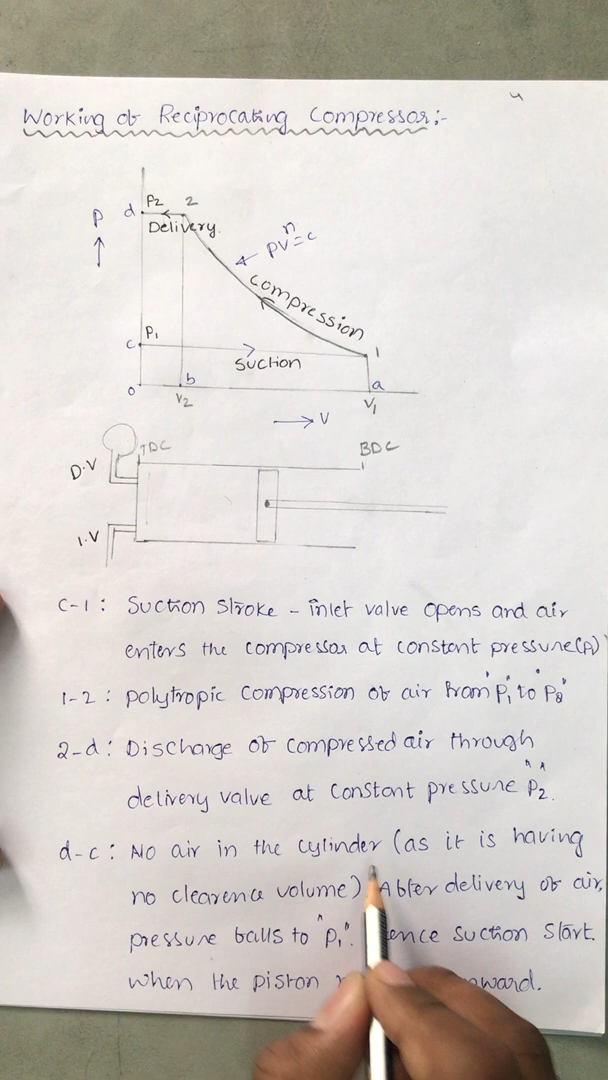 Working of Reciprocating Compressor:-
P2 2
d
P
Delivery
PVⁿ=c
compression
P1
c
1
Suction
0
b
a
V2
V1
V
TDC
BDC
D.V
I.V
C-1: Suction Stroke - inlet valve opens and air
enters the compressor at constant pressure(P1)
1-2: polytropic compression of air from "P1" to "P2"
2-d: Discharge of compressed air through
delivery valve at constant pressure "P2".
d-c: No air in the cylinder (as it is having
no clearence volume) After delivery of air,
pressure falls to "P1". Hence suction start
when the piston